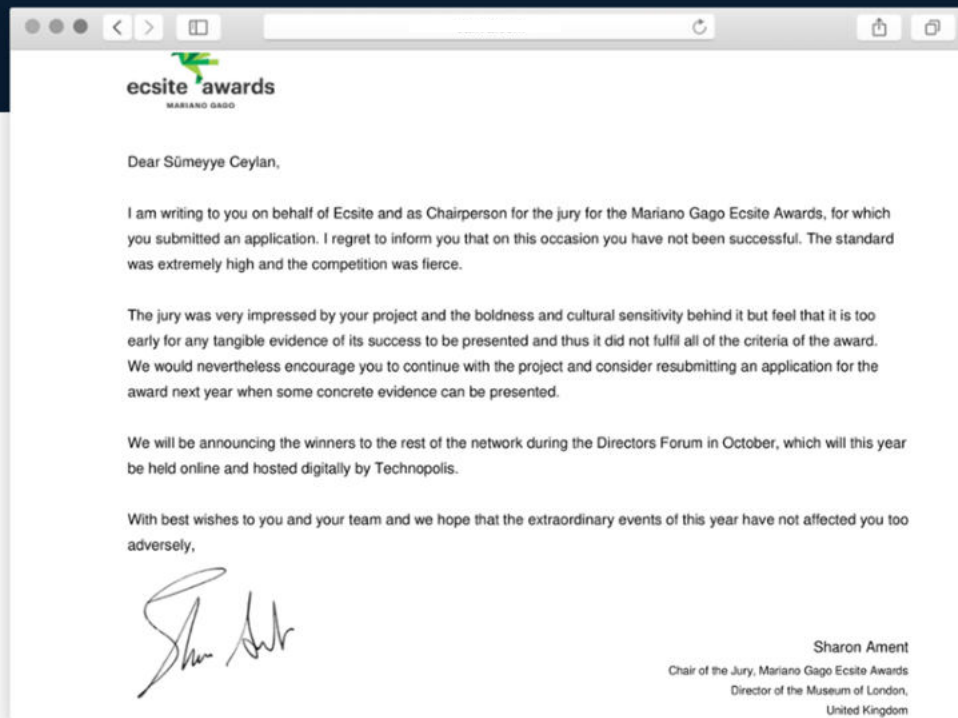 ecsite awards
MARIANO GAGO
Dear Sümeyye Ceylan,
I am writing to you on behalf of Ecsite and as Chairperson for the jury for the Mariano Gago Ecsite Awards, for which
you submitted an application. I regret to inform you that on this occasion you have not been successful. The standard
was extremely high and the competition was fierce.
The jury was very impressed by your project and the boldness and cultural sensitivity behind it but feel that it is too
early for any tangible evidence of its success to be presented and thus it did not fulfil all of the criteria of the award.
We would nevertheless encourage you to continue with the project and consider resubmitting an application for the
award next year when some concrete evidence can be presented.
We will be announcing the winners to the rest of the network during the Directors Forum in October, which will this year
be held online and hosted digitally by Technopolis.
With best wishes to you and your team and we hope that the extraordinary events of this year have not affected you too
adversely,
Sharon Ament
Chair of the Jury, Mariano Gago Ecsite Awards
Director of the Museum of London,
United Kingdom